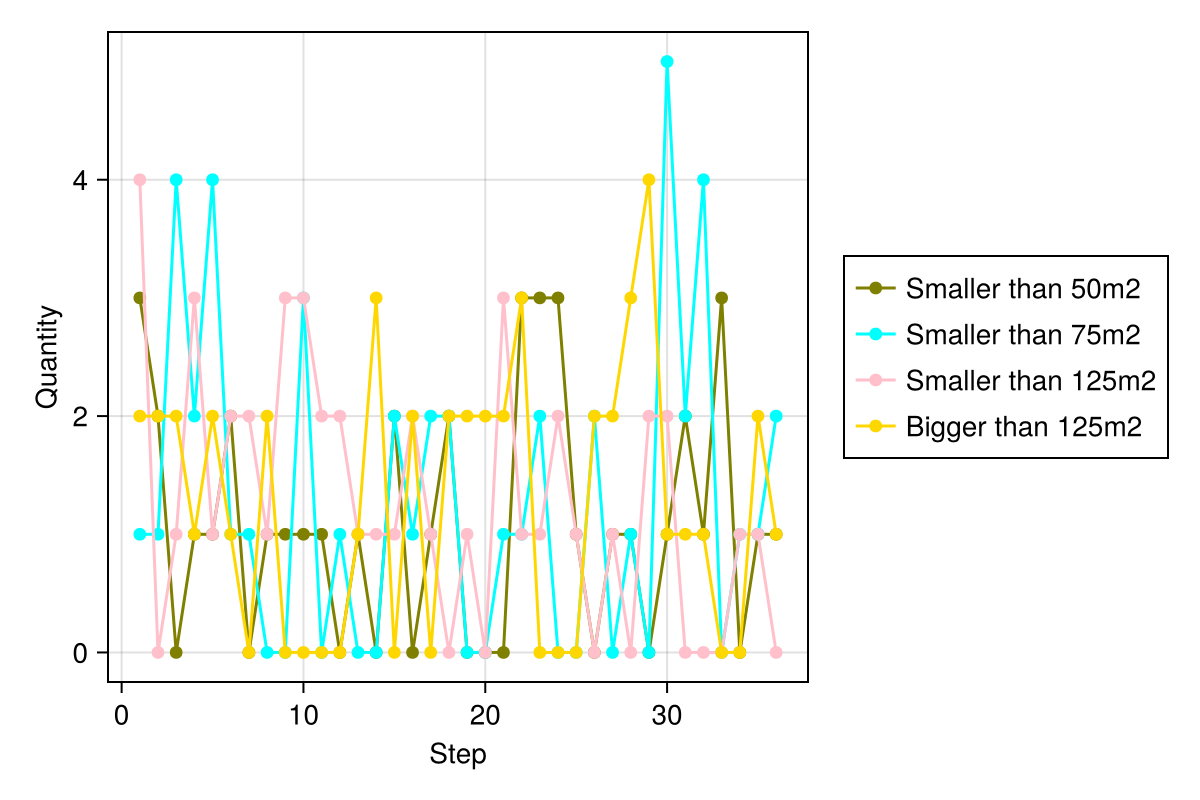 4
2
0
Quantity
0 10 20 30
Step
Smaller than 50m2
Smaller than 75m2
Smaller than 125m2
Bigger than 125m2